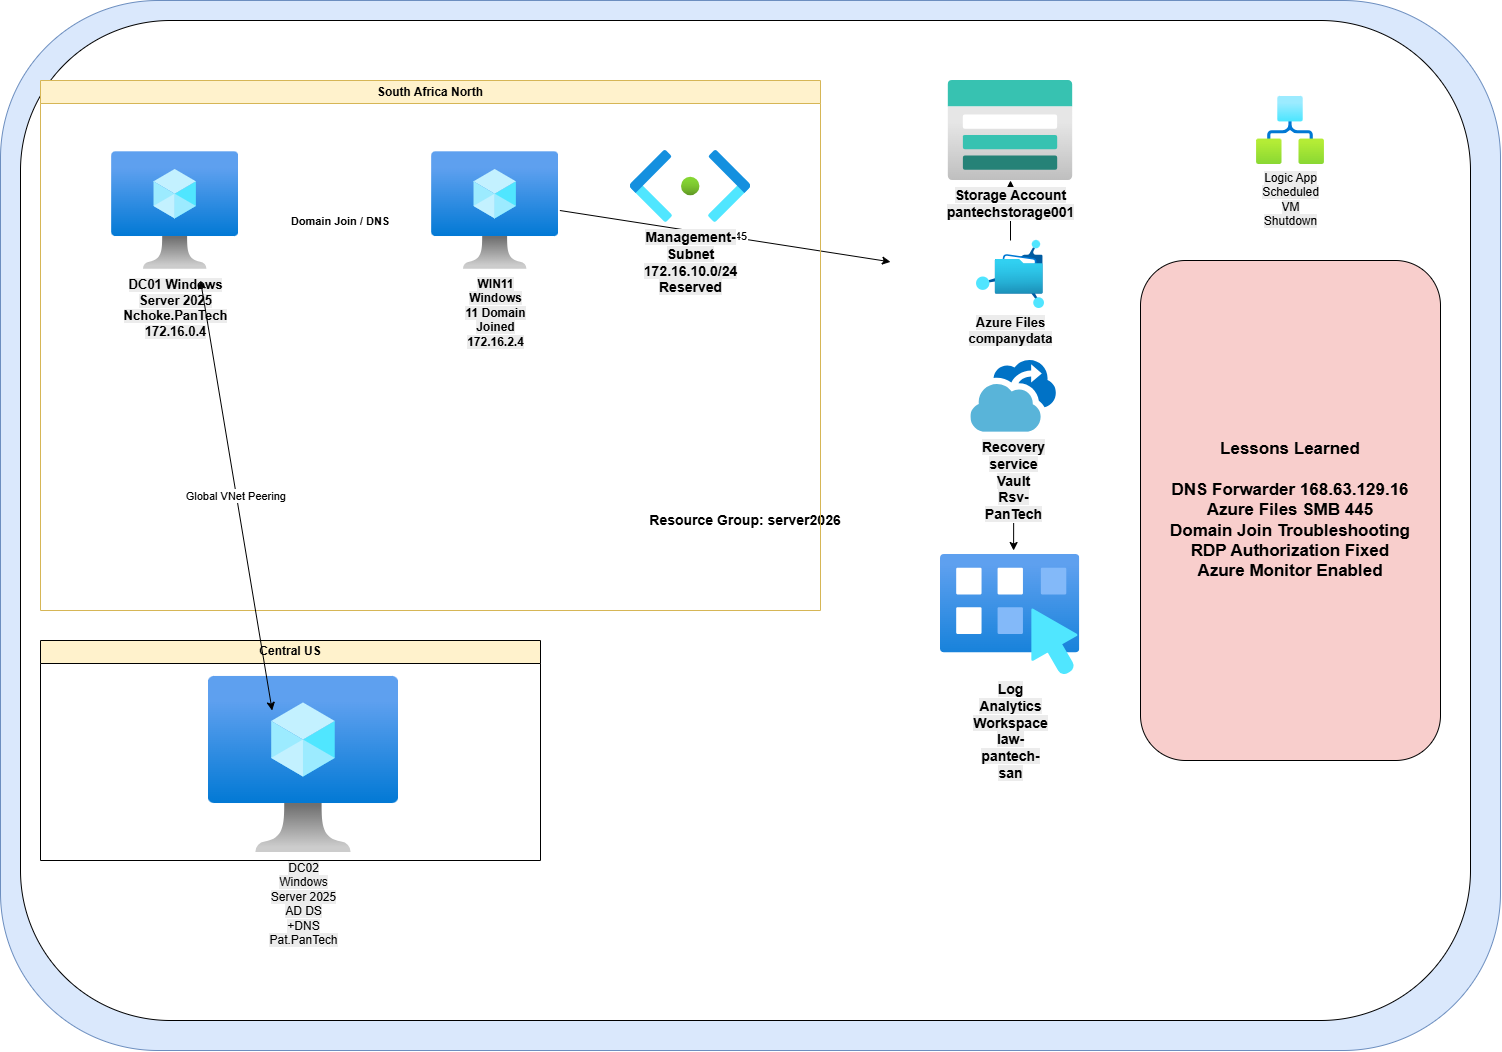 South Africa North
Domain Join / DNS
DC01 Windows
Server 2025
Nchoke.PanTech
172.16.0.4
WIN11
Windows
11 Domain
Joined
172.16.2.4
Management-
Subnet
172.16.10.0/24
Reserved
45
Storage Account
pantechstorage001
Azure Files
companydata
Recovery
service
Vault
Rsv-
PanTech
Log
Analytics
Workspace
law-
pantech-
san
Logic App
Scheduled
VM
Shutdown
Lessons Learned
DNS Forwarder 168.63.129.16
Azure Files SMB 445
Domain Join Troubleshooting
RDP Authorization Fixed
Azure Monitor Enabled
Global VNet Peering
Resource Group: server2026
Central US
DC02
Windows
Server 2025
AD DS
+DNS
Pat.PanTech